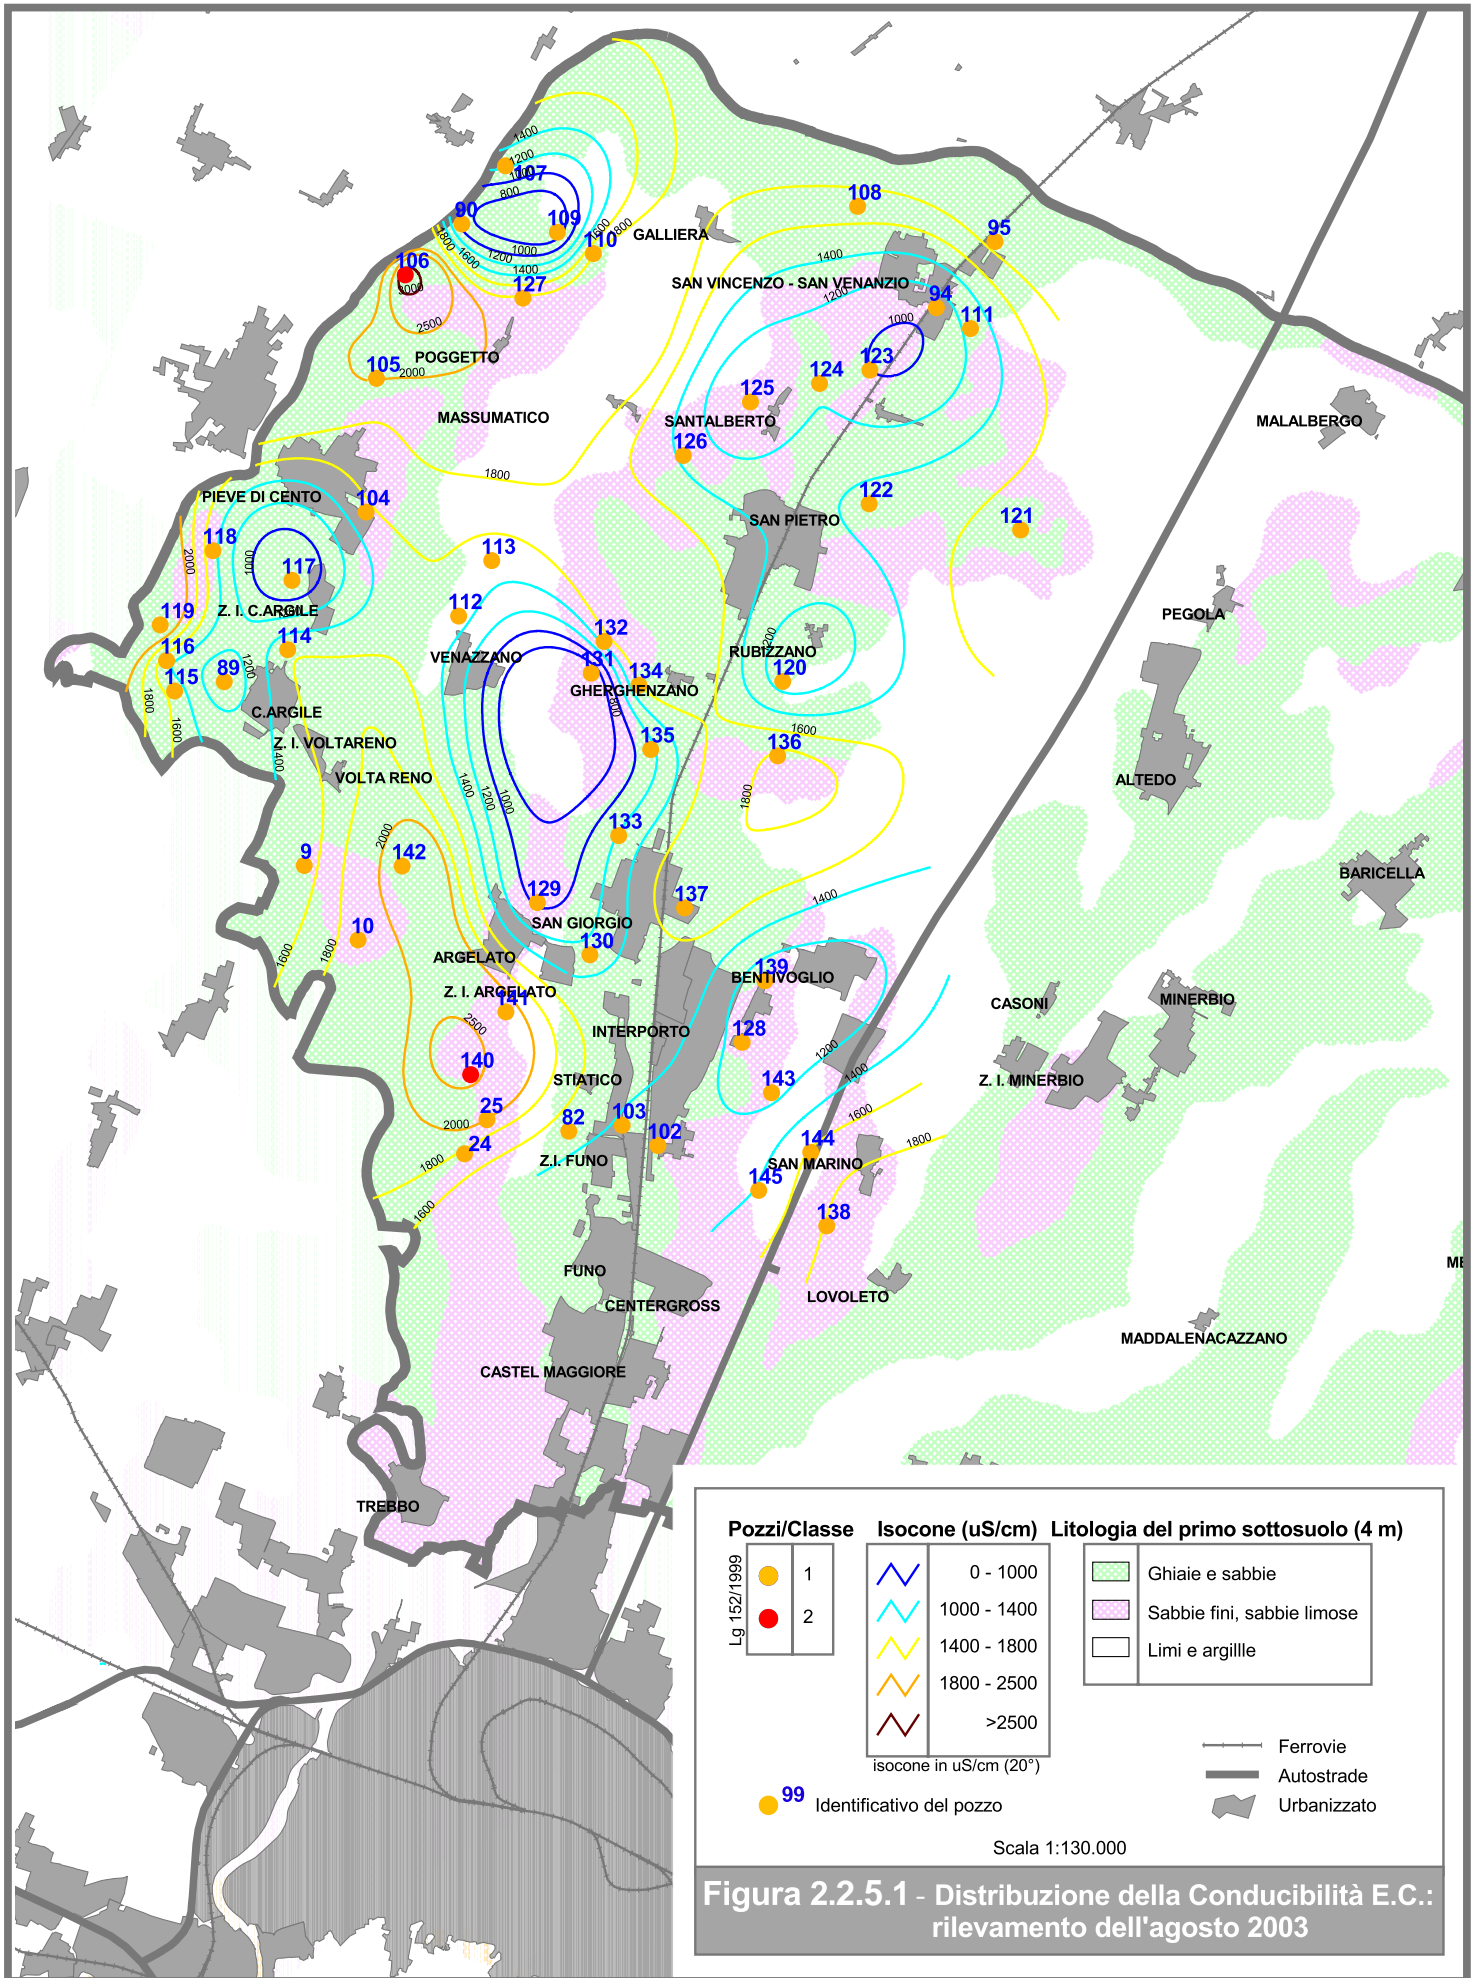 1400
1200
107
1000
800
90
109
108
1600
1800
GALLIERA
110
95
1800
1600
1000
1200
1400
106
3000
127
SAN VINCENZO - SAN VENANZIO
1400
1200
94
1000
111
2500
POGGETTO
105
2000
123
124
125
MASSUMATICO
SANTALBERTO
MALALBERGO
126
1800
PIEVE DI CENTO
104
122
SAN PIETRO
121
118
2000
1000
113
117
119
Z. I. C.ARGILE
1200
112
PEGOLA
132
114
116
VENAZZANO
1200
RUBIZZANO
89
1200
131
134
120
115
GHERGHENZANO
800
1800
1600
C.ARGILE
1600
Z. I. VOLTARENO
135
136
1400
VOLTA RENO
1400
1200
1000
1800
ALTEDO
2000
133
9
142
BARICELLA
129
137
1400
SAN GIORGIO
10
130
1600
1800
ARGELATO
139
BENTIVOGLIO
Z. I. ARGELATO
141
CASONI
MINERBIO
2500
INTERPORTO
128
1200
140
1400
STIATICO
143
Z. I. MINERBIO
25
2000
82
103
1600
102
24
144
1800
1800
Z.I. FUNO
SAN MARINO
145
1600
138
FUNO
ME
LOVOLETO
CENTERGROSS
MADDALENACAZZANO
CASTEL MAGGIORE
TREBBO
Pozzi/Classe
Isocone (uS/cm)
Litologia del primo sottosuolo (4 m)
Lg 152/1999
1
2
0 - 1000
1000 - 1400
1400 - 1800
1800 - 2500
>2500
isocone in uS/cm (20°)
Ghiaie e sabbie
Sabbie fini, sabbie limose
Limi e argillle
Ferrovie
Autostrade
Urbanizzato
99 Identificativo del pozzo
Scala 1:130.000
Figura 2.2.5.1 - Distribuzione della Conducibilità E.C.:
rilevamento dell'agosto 2003